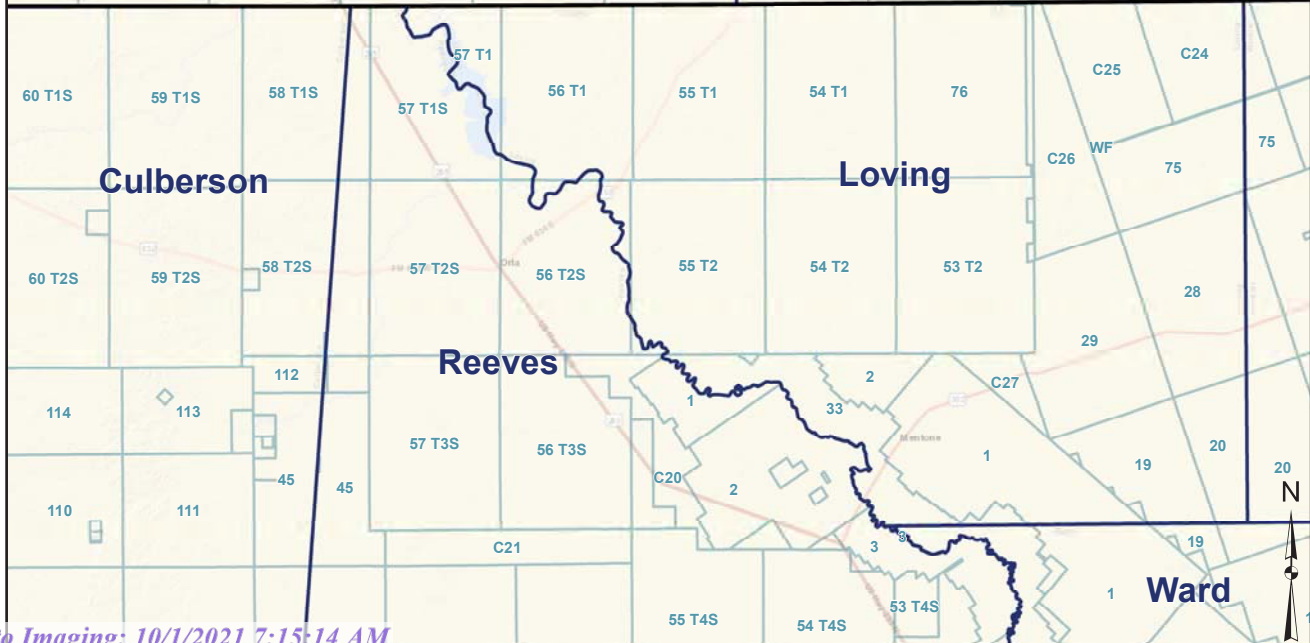 57 T1
C24
C25
60 T1S
59 T1S
58 T1S
57 T1S
56 T1
55 T1
54 T1
76
WF
75
C26
75
Culberson
Loving
60 T2S
59 T2S
58 T2S
57 T2S
Orla
56 T2S
55 T2
54 T2
53 T2
28
29
Reeves
112
2
C27
114
113
1
33
57 T3S
56 T3S
Mentone
1
19
20
20
45
45
C20
2
N
110
111
C21
3
3
19
55 T4S
54 T4S
53 T4S
1
Ward
o Imaging: 10/1/2021 7:15:14 AM